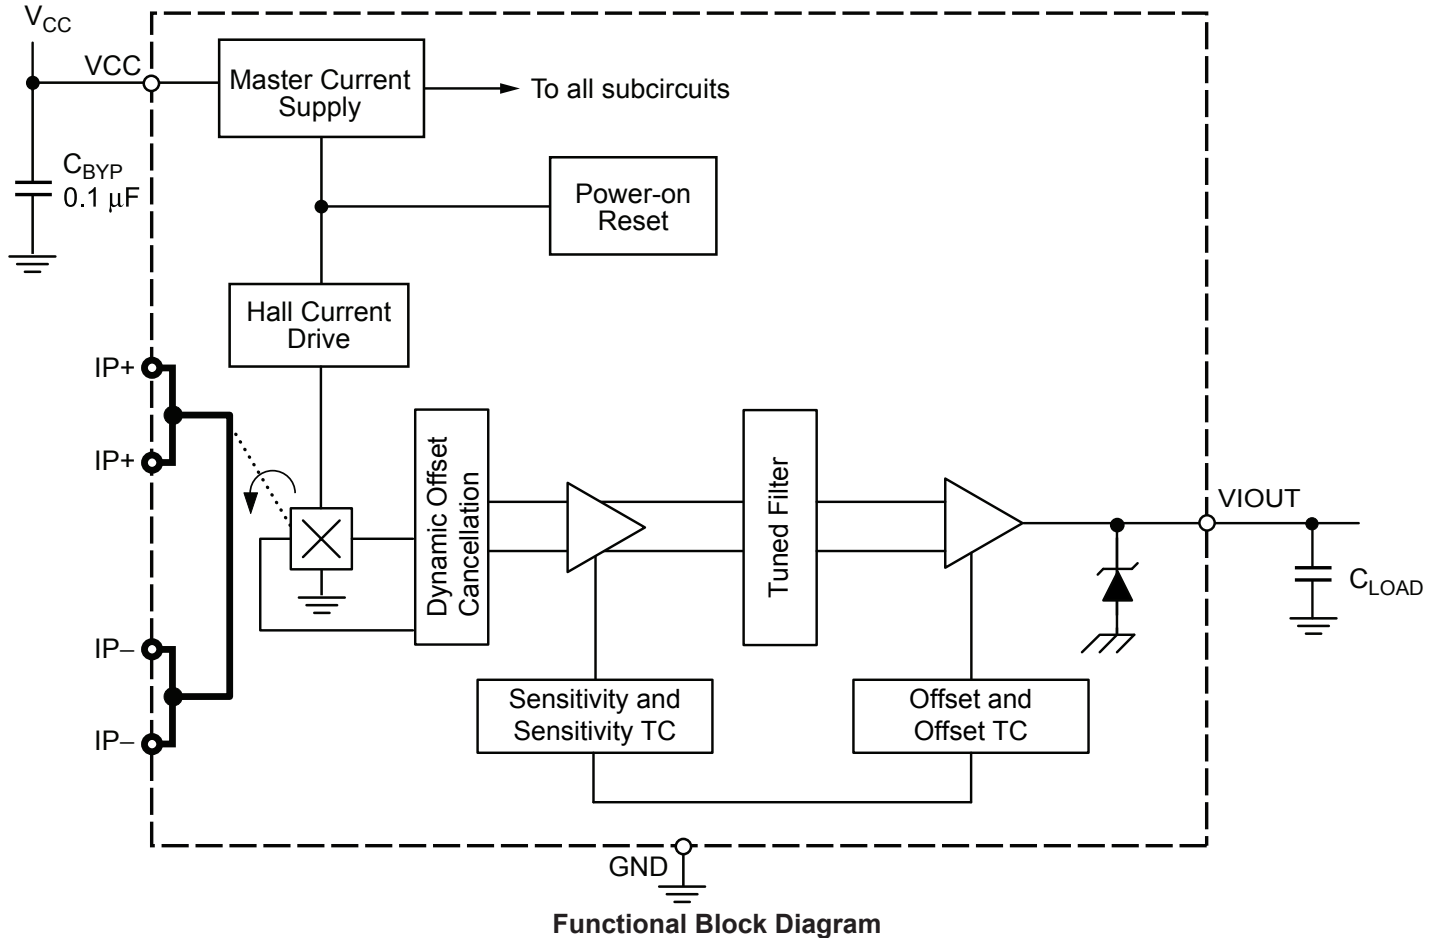 VCC
VCC
Master Current
Supply
To all subcircuits
CBYP
0.1 μF
Power-on
Reset
Hall Current
Drive
IP+
IP+
Dynamic Offset
Cancellation
Tuned Filter
VIOUT
CLOAD
IP–
IP–
Sensitivity and
Sensitivity TC
Offset and
Offset TC
GND
Functional Block Diagram